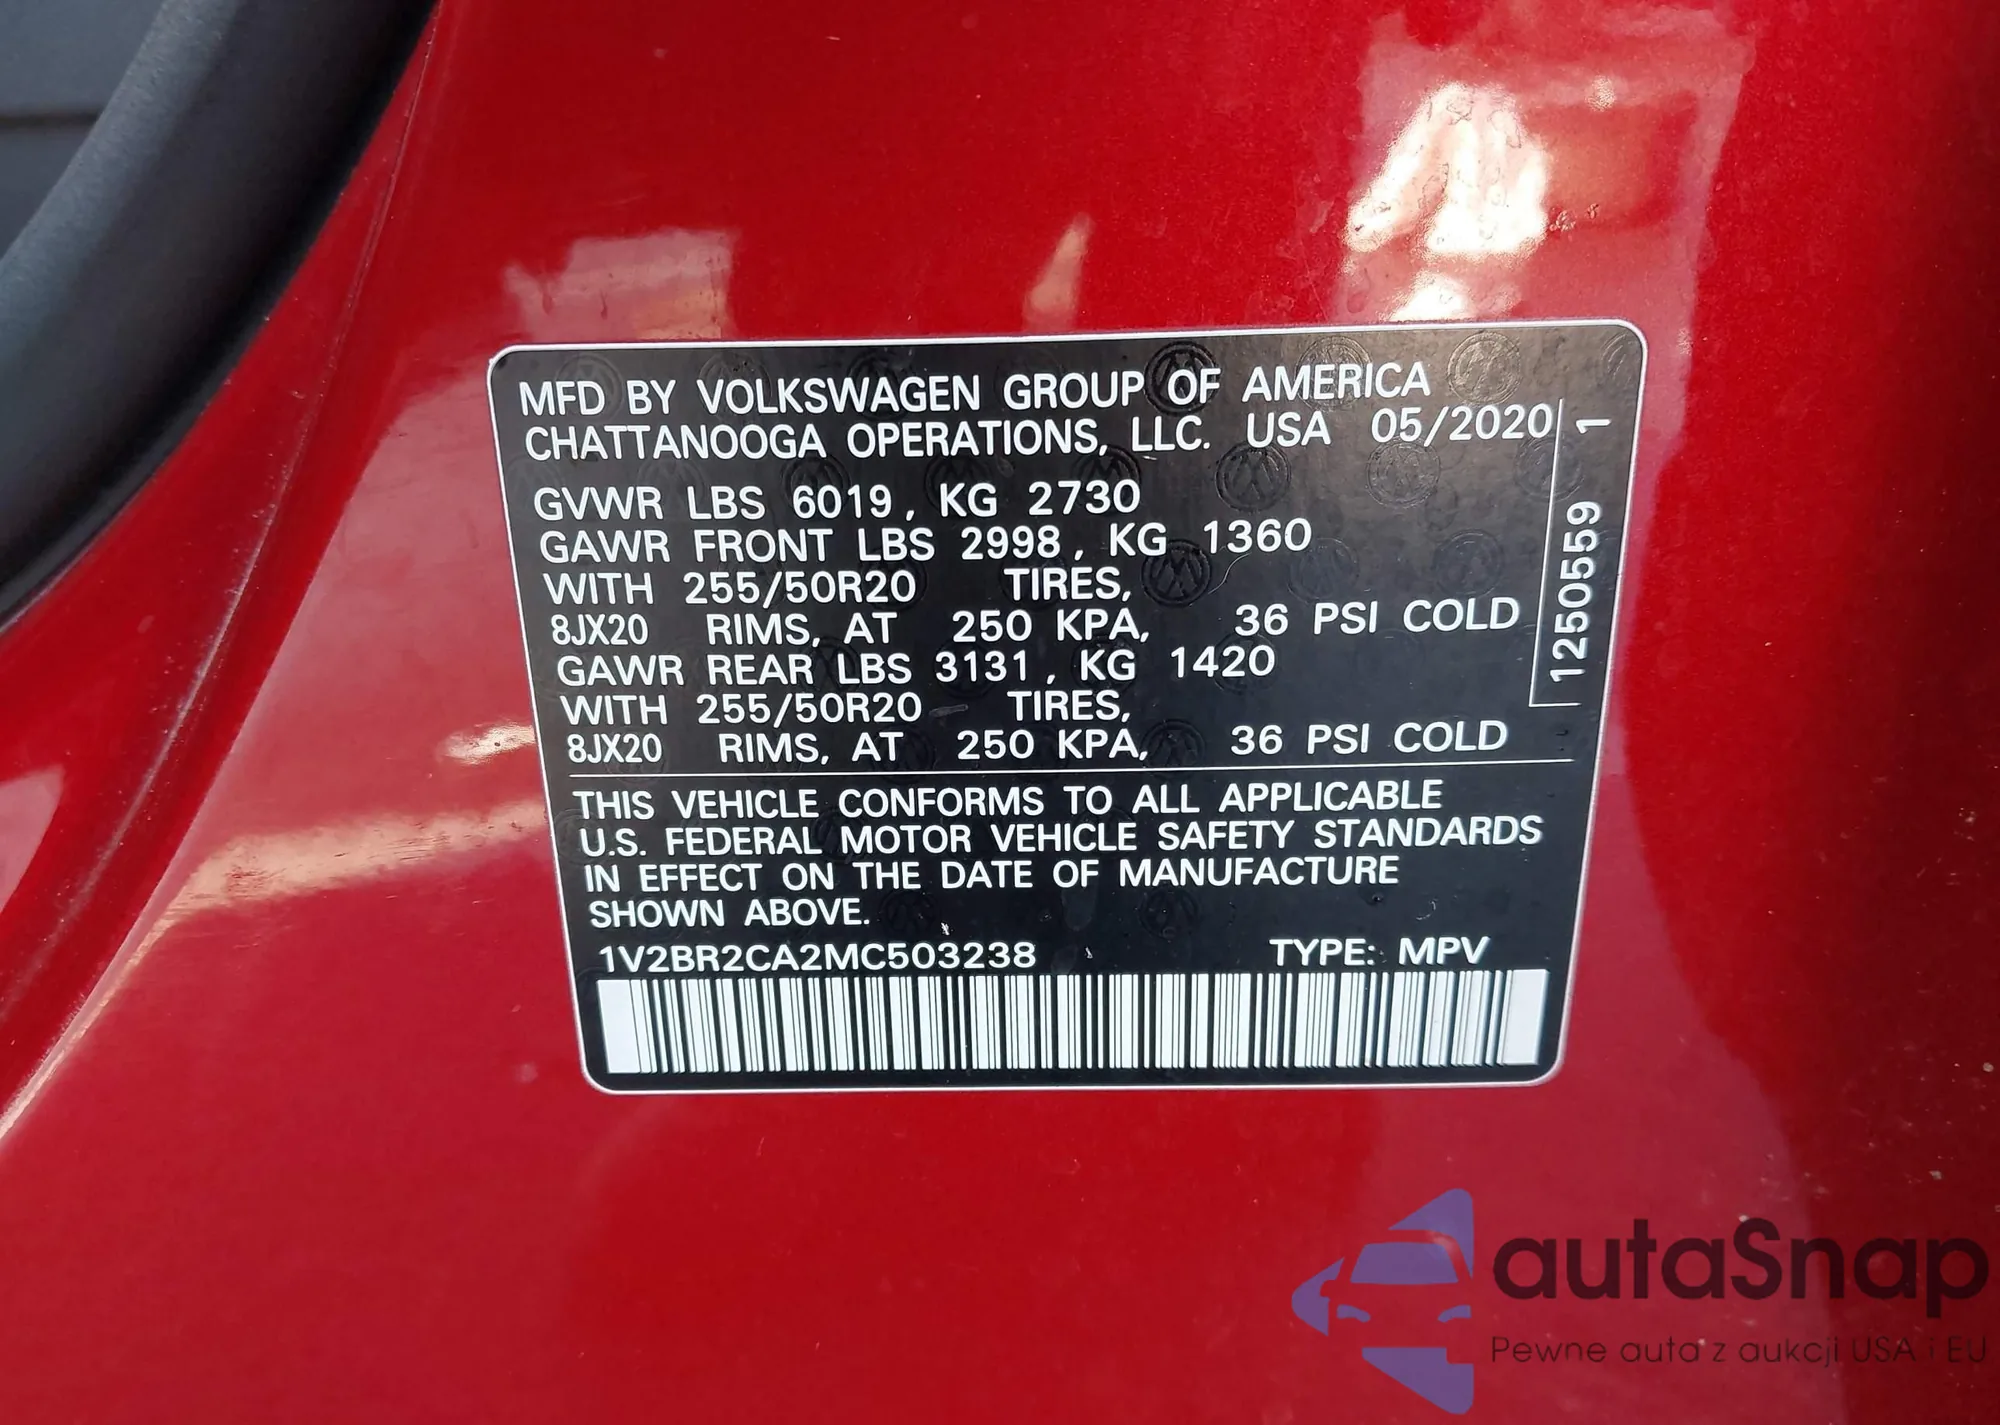 MFD BY VOLKSWAGEN GROUP OF AMERICA
CHATTANOOGA OPERATIONS, LLC. USA 05/2020
GVWR LBS 6019, KG 2730
GAWR FRONT LBS 2998, KG 1360
WITH 255/50R20 TIRES,
8JX20 RIMS, AT 250 KPA, 36 PSI COLD
GAWR REAR LBS 3131, KG 1420
WITH 255/50R20 TIRES,
8JX20 RIMS, AT 250 KPA, 36 PSI COLD
1250559 1
THIS VEHICLE CONFORMS TO ALL APPLICABLE
U.S. FEDERAL MOTOR VEHICLE SAFETY STANDARDS
IN EFFECT ON THE DATE OF MANUFACTURE
SHOWN ABOVE.
1V2BR2CA2MC503238 TYPE: MPV
autaSnap
Pewne auta z aukcji USA i EU